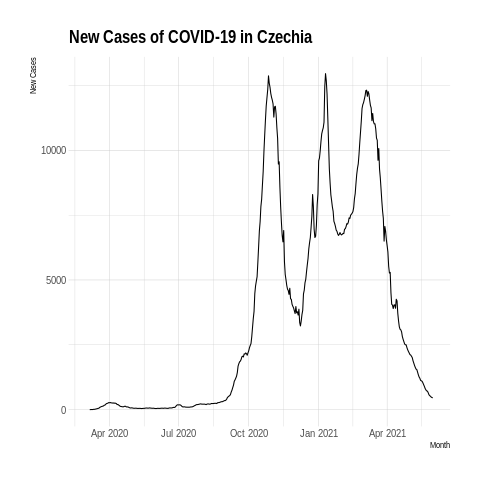 New Cases of COVID-19 in Czechia
New Cases
10000
5000
0
Apr 2020
Jul 2020
Oct 2020
Jan 2021
Apr 2021
Month